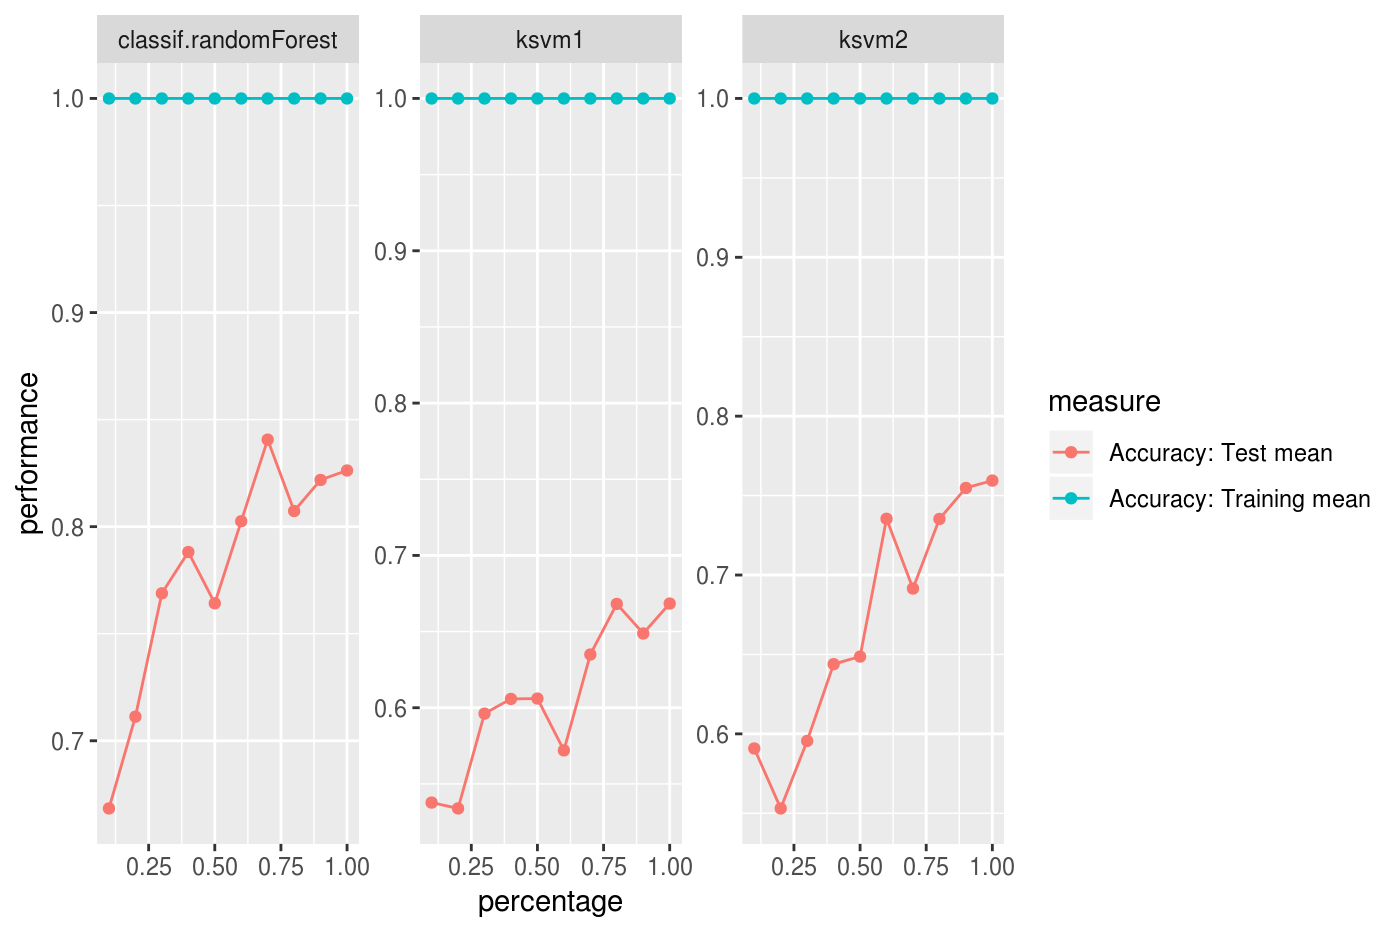 classif.randomForest
ksvm1
ksvm2
1.0
0.9
0.8
0.7
1.0
0.9
0.8
0.7
0.6
1.0
0.9
0.8
0.7
0.6
performance
0.25 0.50 0.75 1.00
0.25 0.50 0.75 1.00
0.25 0.50 0.75 1.00
percentage
measure
Accuracy: Test mean
Accuracy: Training mean